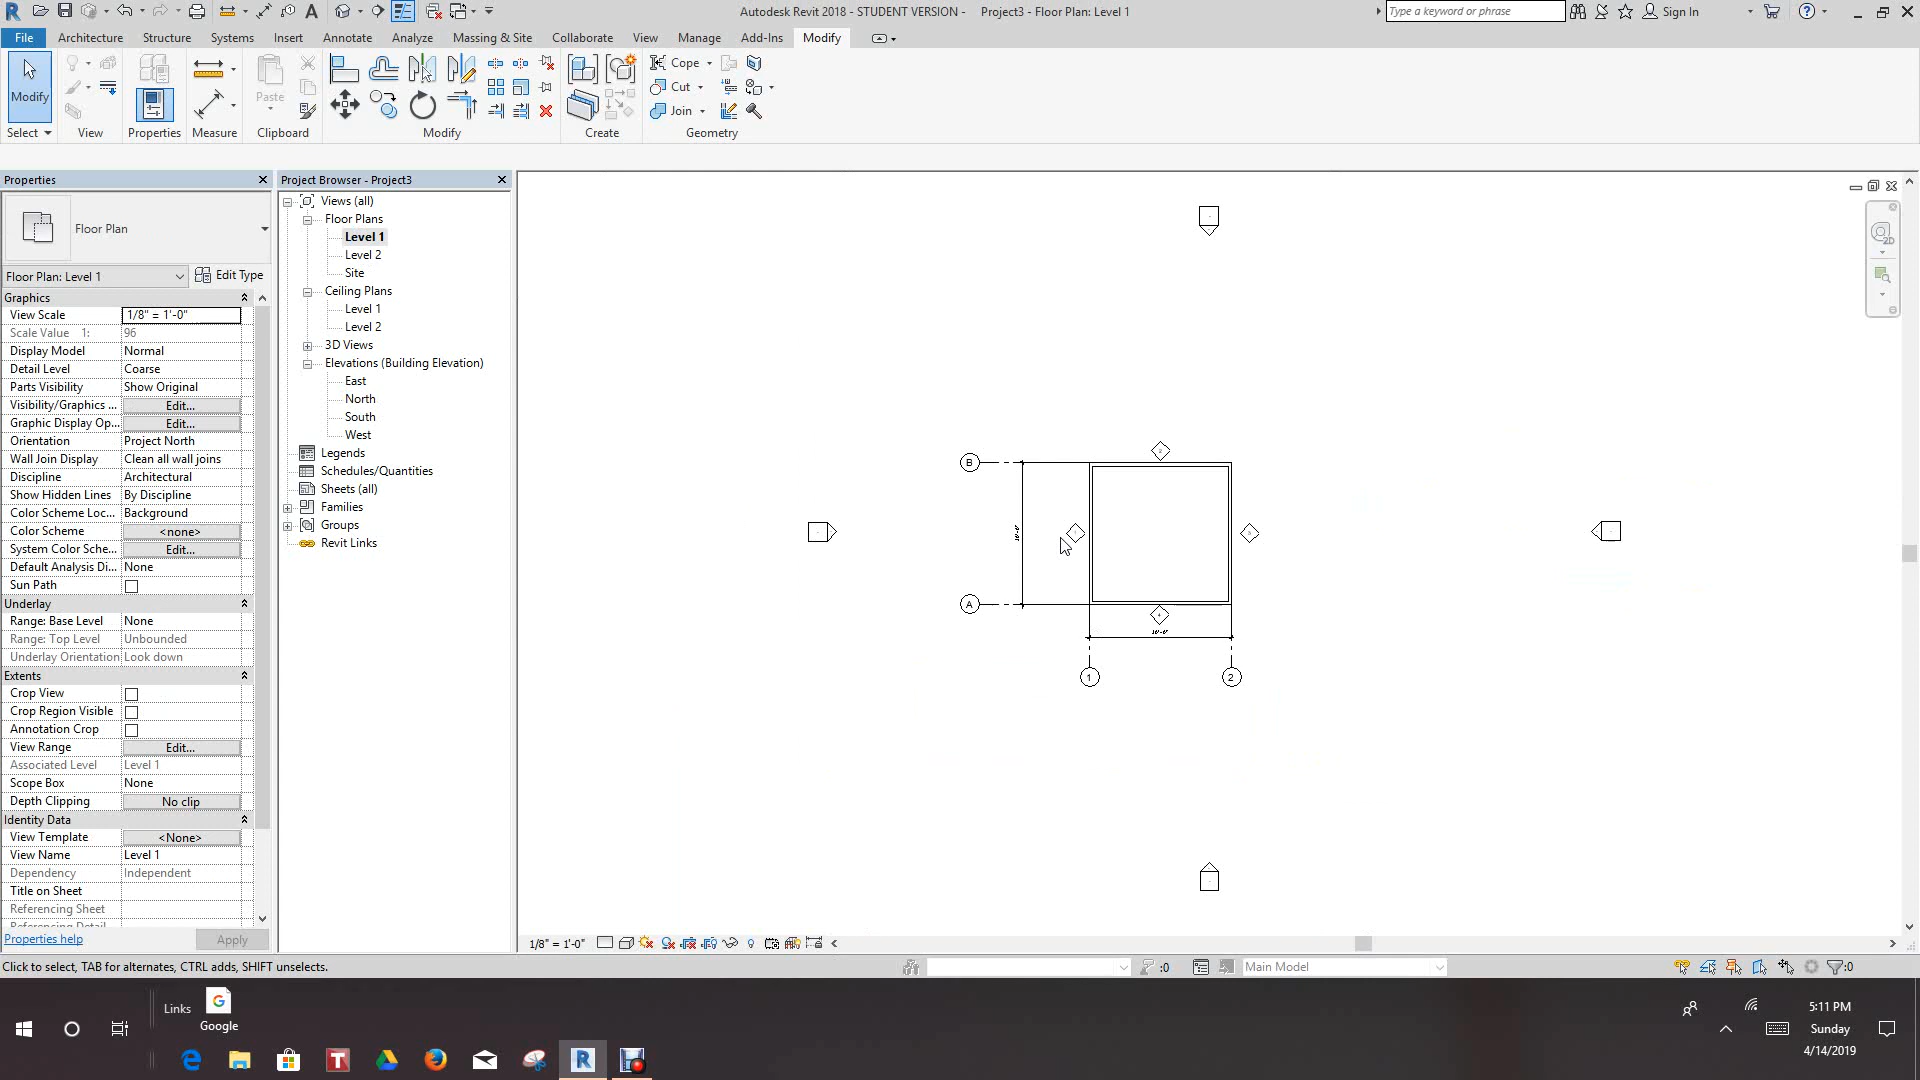 Autodesk Revit 2018 - STUDENT VERSION - Project3 - Floor Plan: Level 1
Type a keyword or phrase
Sign In
File Architecture Structure Systems Insert Annotate Analyze Massing & Site Collaborate View Manage Add-Ins Modify
Modify
Paste
Cope
Cut
Join
Select View Properties Measure Clipboard Modify Create Geometry
Properties
Floor Plan
Floor Plan: Level 1
Edit Type
Graphics
View Scale 1/8" = 1'-0"
Scale Value 1: 96
Display Model Normal
Detail Level Coarse
Parts Visibility Show Original
Visibility/Graphics ... Edit...
Graphic Display Op... Edit...
Orientation Project North
Wall Join Display Clean all wall joins
Discipline Architectural
Show Hidden Lines By Discipline
Color Scheme Loc... Background
Color Scheme <none>
System Color Sche... Edit...
Default Analysis Di... None
Sun Path
Underlay
Range: Base Level None
Range: Top Level Unbounded
Underlay Orientation Look down
Extents
Crop View
Crop Region Visible
Annotation Crop
View Range Edit...
Associated Level Level 1
Scope Box None
Depth Clipping No clip
Identity Data
View Template <None>
View Name Level 1
Dependency Independent
Title on Sheet
Referencing Sheet
Referencing Detail
Properties help
Apply
Project Browser - Project3
Views (all)
Floor Plans
Level 1
Level 2
Site
Ceiling Plans
Level 1
Level 2
3D Views
Elevations (Building Elevation)
East
North
South
West
Legends
Schedules/Quantities
Sheets (all)
Families
Groups
Revit Links
2D
B
A
10'-0"
1
2
1/8" = 1'-0"
Click to select, TAB for alternates, CTRL adds, SHIFT unselects.
:0
Main Model
:0
Links
Google
5:11 PM
Sunday
4/14/2019